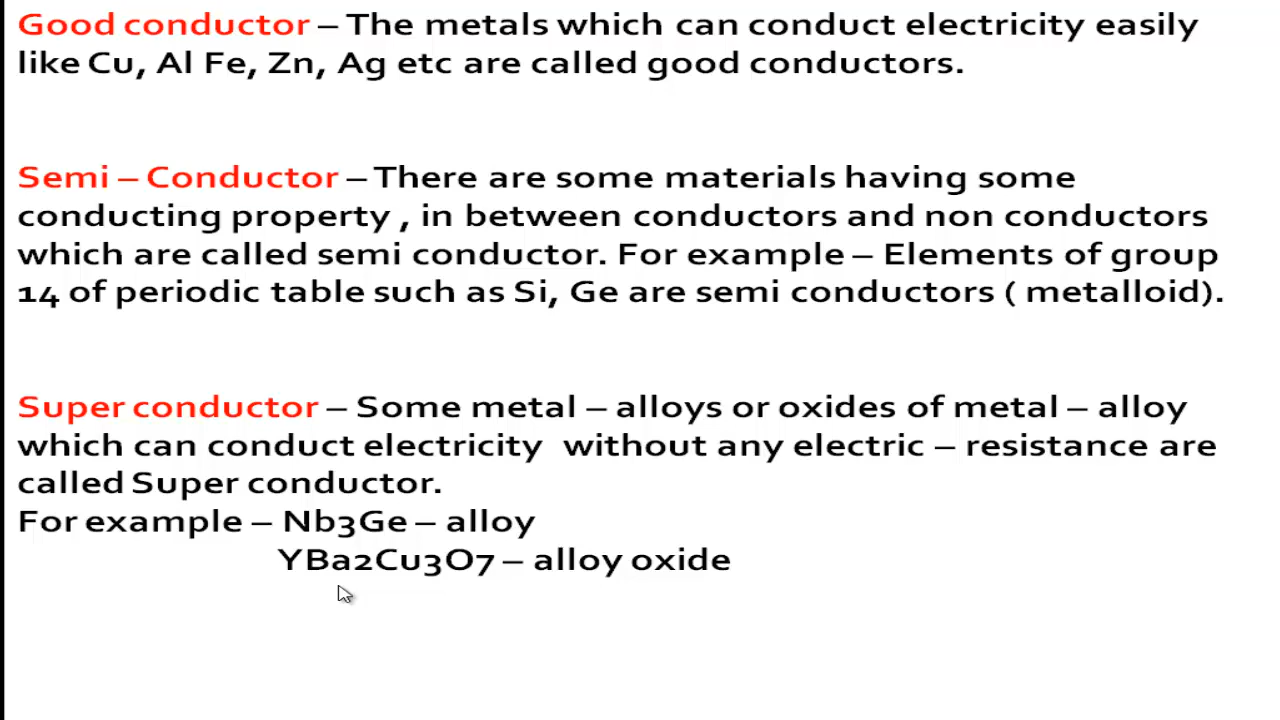 Good conductor – The metals which can conduct electricity easily
like Cu, Al Fe, Zn, Ag etc are called good conductors.
Semi – Conductor – There are some materials having some
conducting property , in between conductors and non conductors
which are called semi conductor. For example – Elements of group
14 of periodic table such as Si, Ge are semi conductors ( metalloid).
Super conductor – Some metal – alloys or oxides of metal – alloy
which can conduct electricity without any electric – resistance are
called Super conductor.
For example – Nb3Ge – alloy
YBa2Cu3O7 – alloy oxide